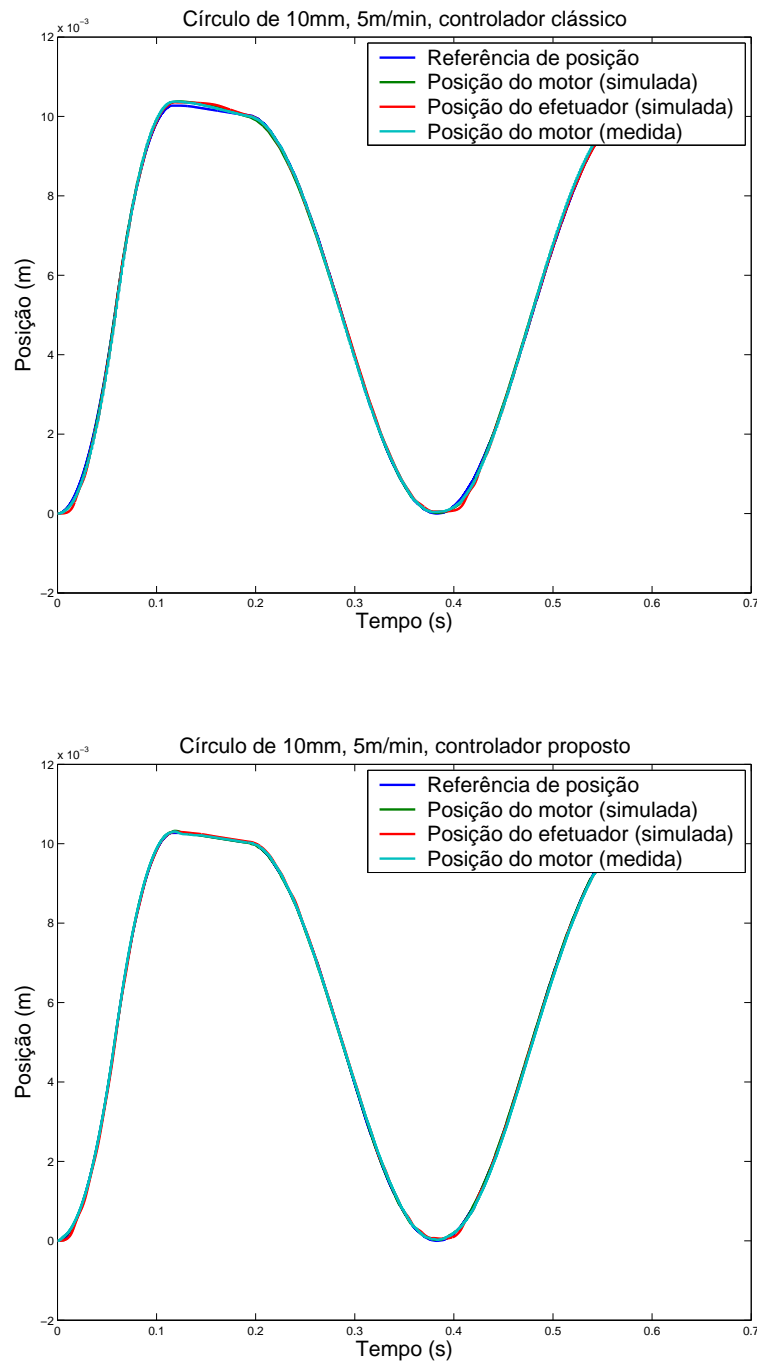 Círculo de 10mm, 5m/min, controlador clássico
x 10⁻³
12
10
8
6
4
2
0
−2
Posição (m)
Referência de posição
Posição do motor (simulada)
Posição do efetuador (simulada)
Posição do motor (medida)
0 0.1 0.2 0.3 0.4 0.5 0.6 0.7
Tempo (s)
Círculo de 10mm, 5m/min, controlador proposto
x 10⁻³
12
10
8
6
4
2
0
−2
Posição (m)
Referência de posição
Posição do motor (simulada)
Posição do efetuador (simulada)
Posição do motor (medida)
0 0.1 0.2 0.3 0.4 0.5 0.6 0.7
Tempo (s)